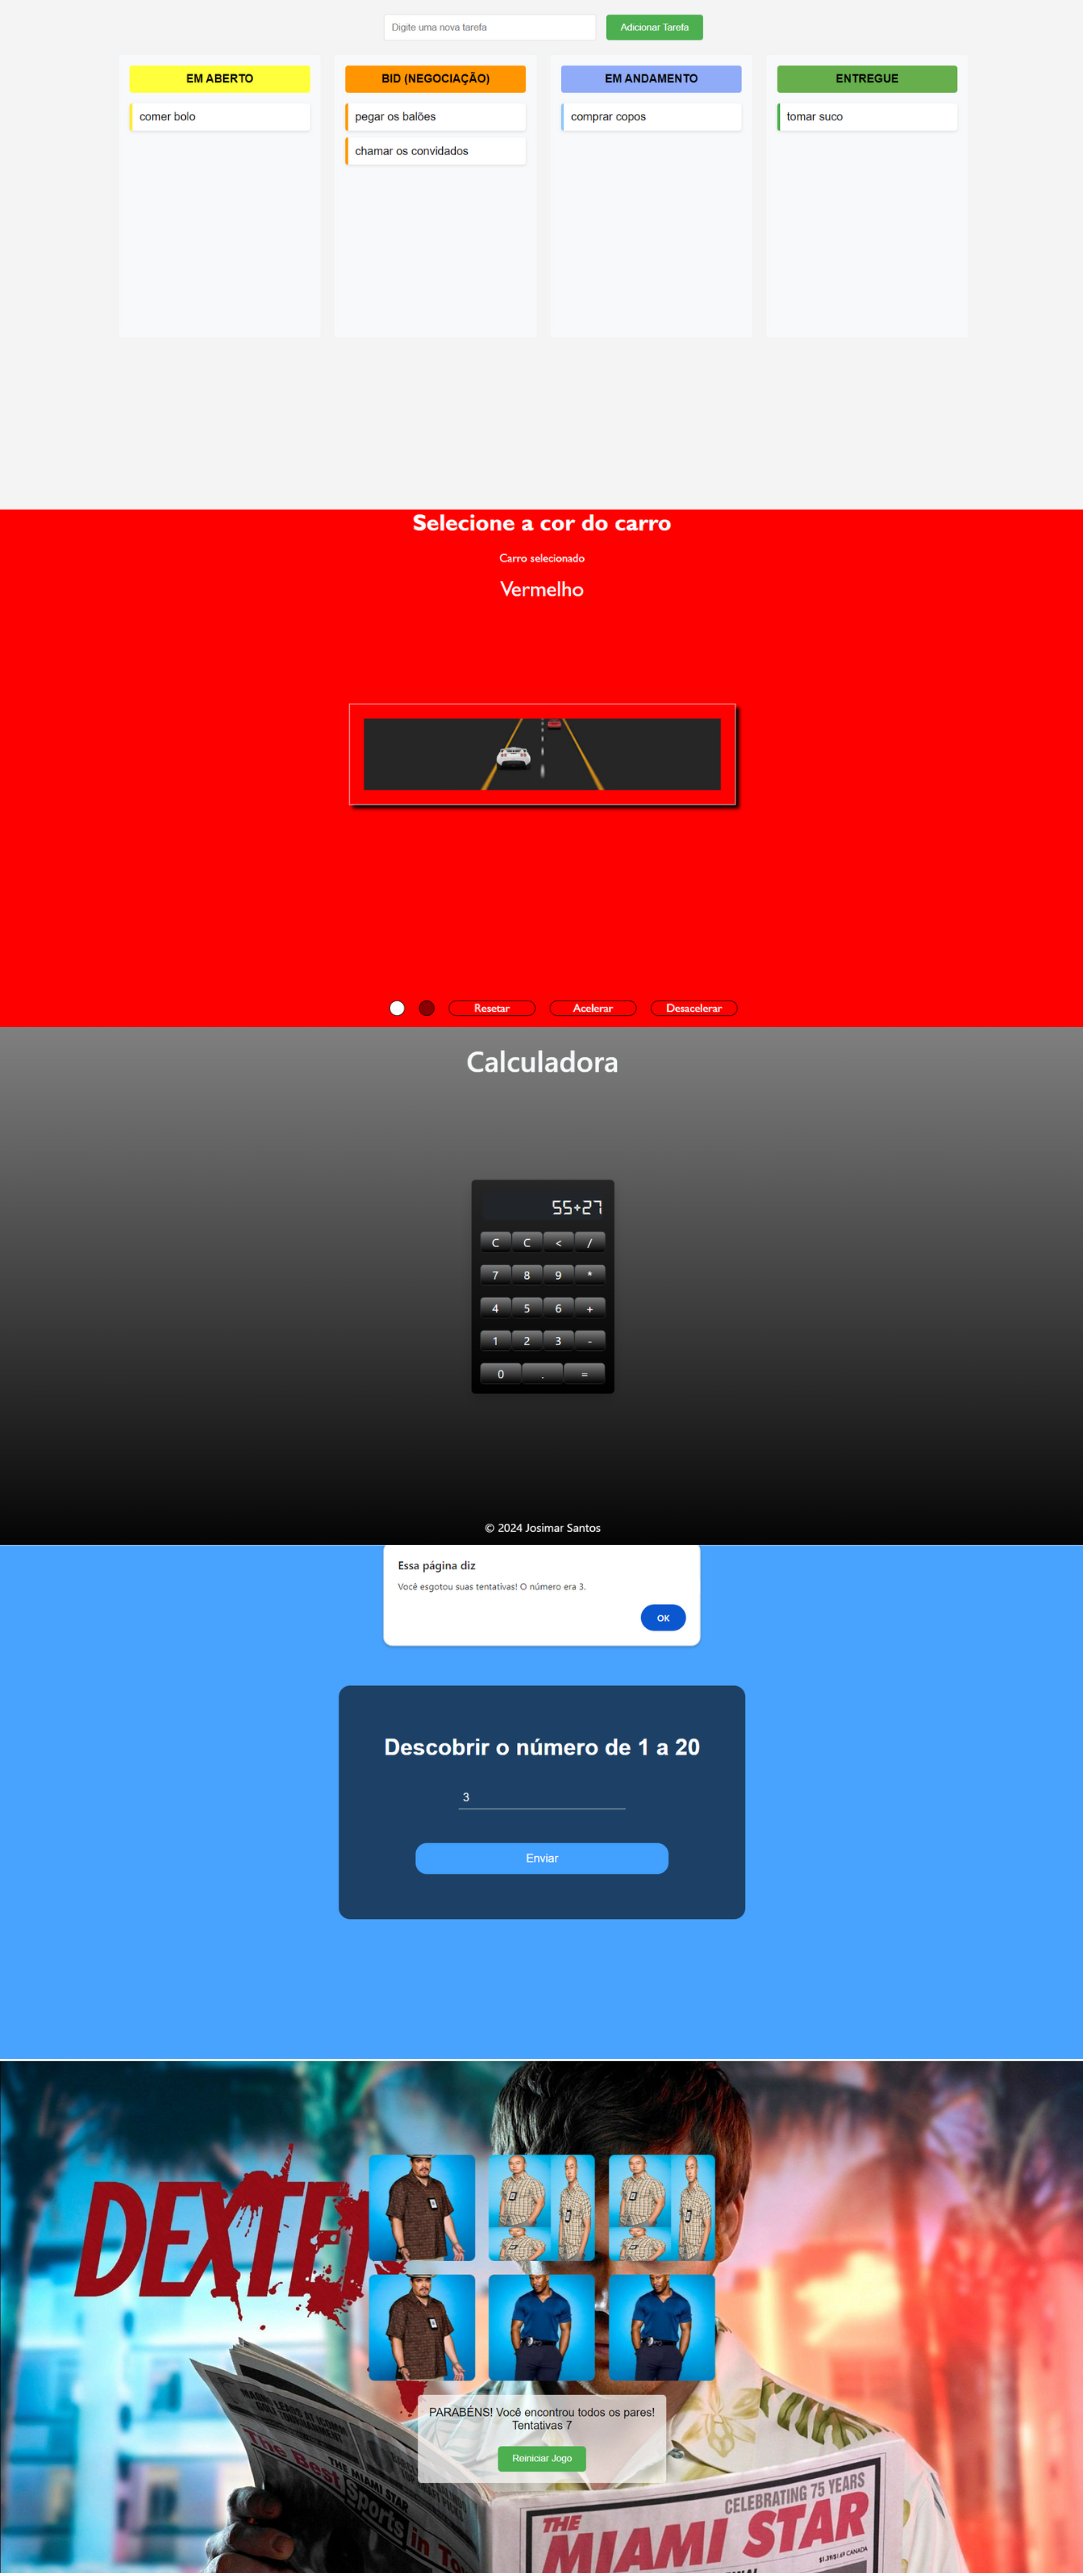 Digite uma nova tarefa
Adicionar Tarefa
EM ABERTO
BID (NEGOCIAÇÃO)
EM ANDAMENTO
ENTREGUE
comer bolo
pegar os balões
comprar copos
tomar suco
chamar os convidados
Selecione a cor do carro
Carro selecionado
Vermelho
Resetar
Acelerar
Desacelerar
Calculadora
55+27
C C < /
7 8 9 *
4 5 6 +
1 2 3 -
0 . =
© 2024 Josimar Santos
Essa página diz
Você esgotou suas tentativas! O número era 3.
OK
Descobrir o número de 1 a 20
3
Enviar
DEXTE
PARABÉNS! Você encontrou todos os pares!
Tentativas 7
Reiniciar Jogo
The Best
Sports in To
THE MIAMI STAR
CELEBRATING 75 YEARS
THE
MIAMI STAR